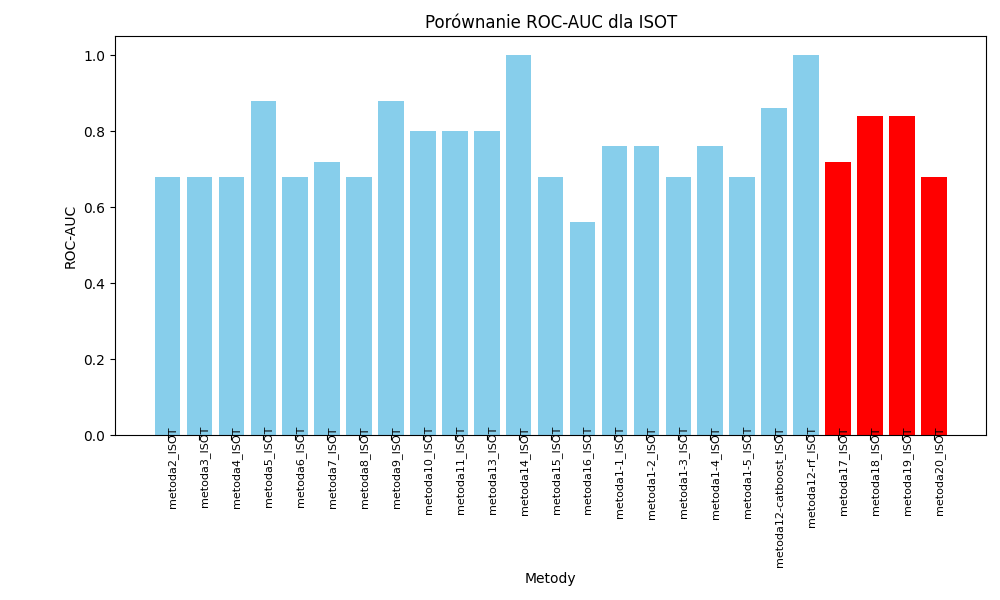 Porównanie ROC-AUC dla ISOT
1.0
0.8
0.6
0.4
0.2
0.0
ROC-AUC
metoda2_ISOT
metoda3_ISOT
metoda4_ISOT
metoda5_ISOT
metoda6_ISOT
metoda7_ISOT
metoda8_ISOT
metoda9_ISOT
metoda10_ISOT
metoda11_ISOT
metoda13_ISOT
metoda14_ISOT
metoda15_ISOT
metoda16_ISOT
metoda1-1_ISOT
metoda1-2_ISOT
metoda1-3_ISOT
metoda1-4_ISOT
metoda1-5_ISOT
metoda12-catboost_ISOT
metoda12-rf_ISOT
metoda17_ISOT
metoda18_ISOT
metoda19_ISOT
metoda20_ISOT
Metody